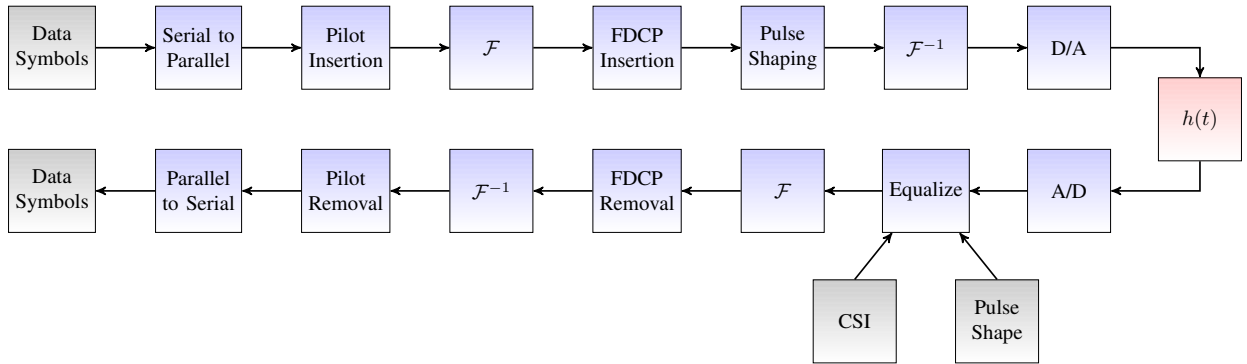 Data
Symbols
Serial to
Parallel
Pilot
Insertion
ℱ
FDCP
Insertion
Pulse
Shaping
ℱ⁻¹
D/A
h(t)
Data
Symbols
Parallel
to Serial
Pilot
Removal
ℱ⁻¹
FDCP
Removal
ℱ
Equalize
A/D
CSI
Pulse
Shape